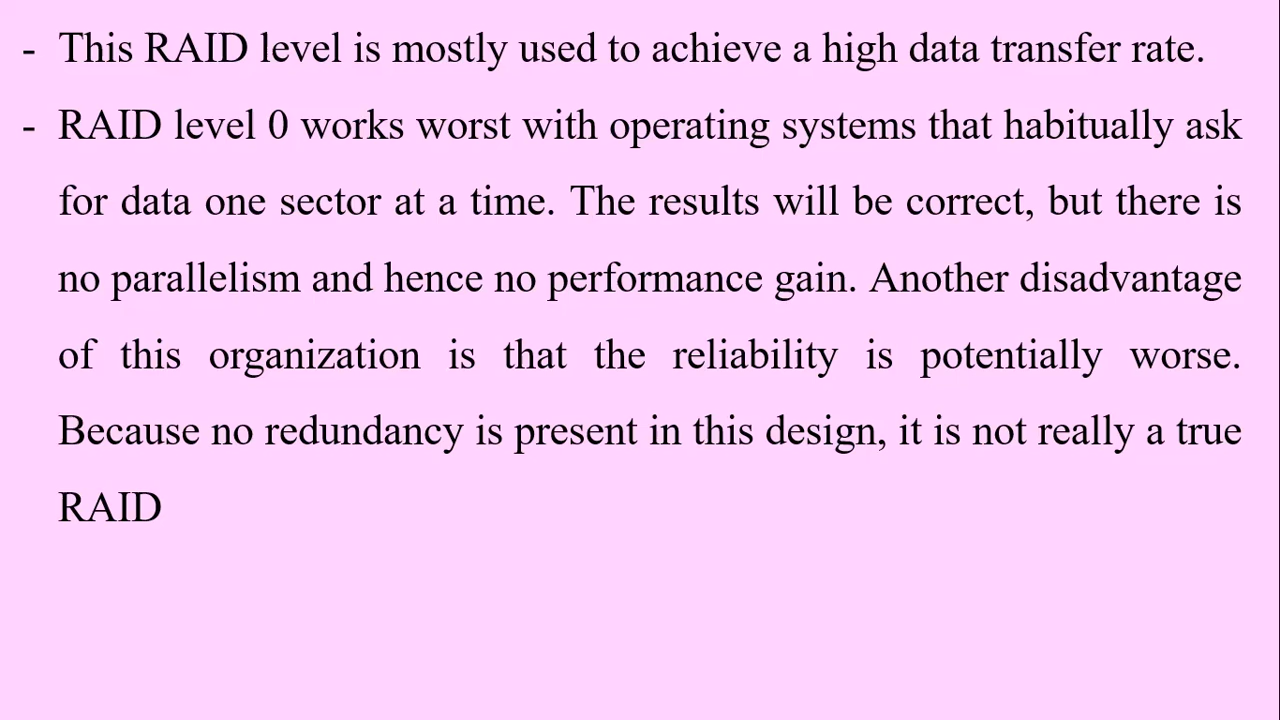 - This RAID level is mostly used to achieve a high data transfer rate.
- RAID level 0 works worst with operating systems that habitually ask
for data one sector at a time. The results will be correct, but there is
no parallelism and hence no performance gain. Another disadvantage
of this organization is that the reliability is potentially worse.
Because no redundancy is present in this design, it is not really a true
RAID